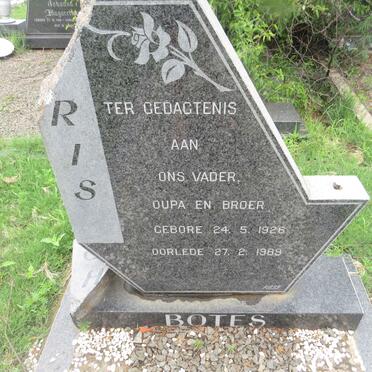 RIS
TER GEDAGTENIS
AAN
ONS VADER,
OUPA EN BROER
GEBORE 24. 5. 1926
OORLEDE 27. 2. 1989
BOTES